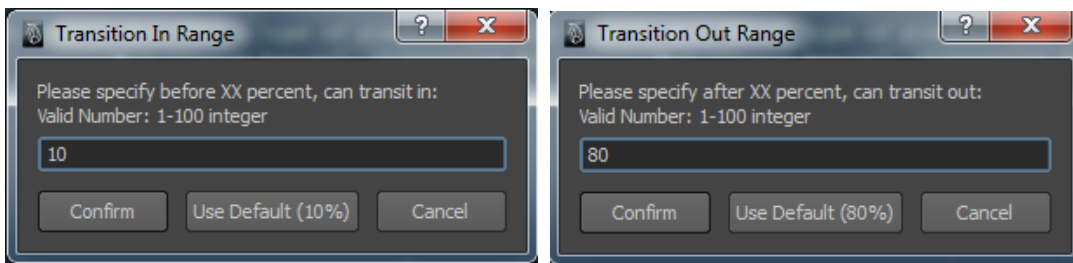 Transition In Range
Please specify before XX percent, can transit in:
Valid Number: 1-100 integer
10
Confirm Use Default (10%) Cancel
Transition Out Range
Please specify after XX percent, can transit out:
Valid Number: 1-100 integer
80
Confirm Use Default (80%) Cancel